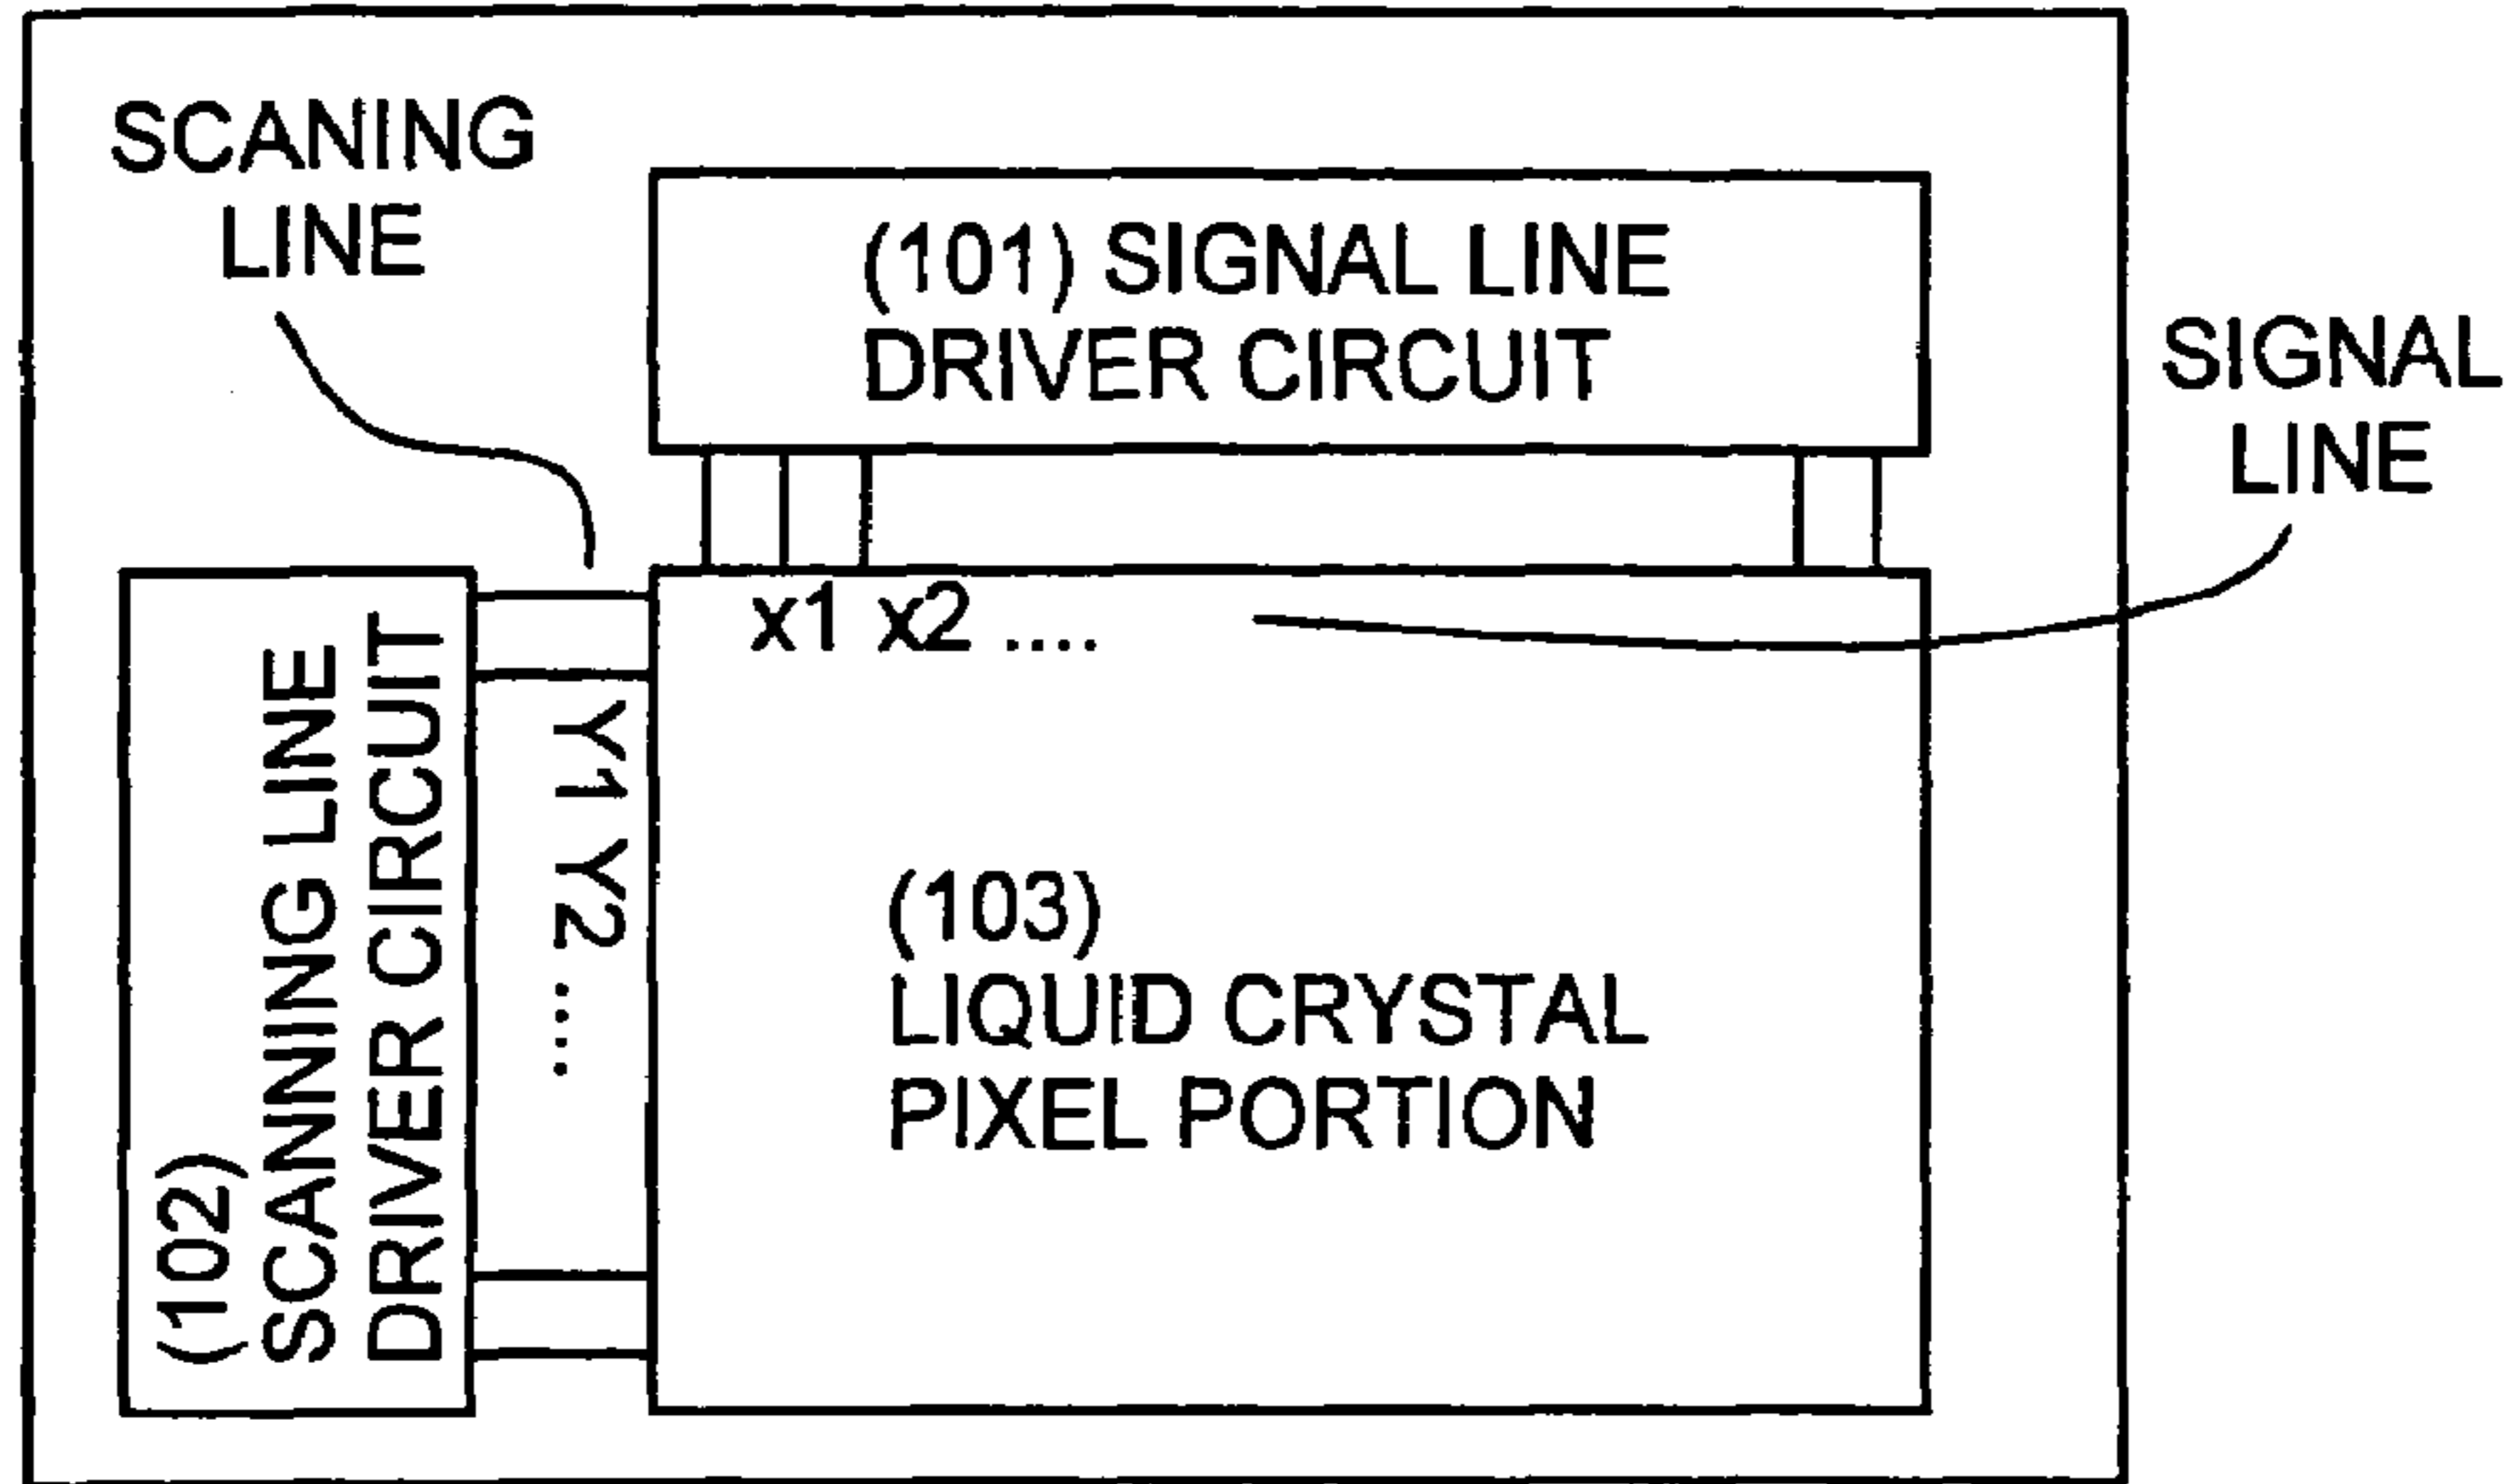 SCANING
LINE
(101) SIGNAL LINE
DRIVER CIRCUIT
SIGNAL
LINE
x1 x2 ....
(102)
SCANNING LINE
DRIVER CIRCUIT
Y1 Y2 ....
(103)
LIQUID CRYSTAL
PIXEL PORTION